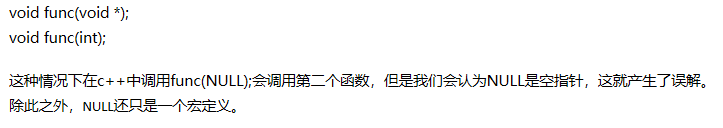 void func(void *);
void func(int);
这种情况下在c++中调用func(NULL);会调用第二个函数，但是我们会认为NULL是空指针，这就产生了误解。
除此之外，NULL还只是一个宏定义。